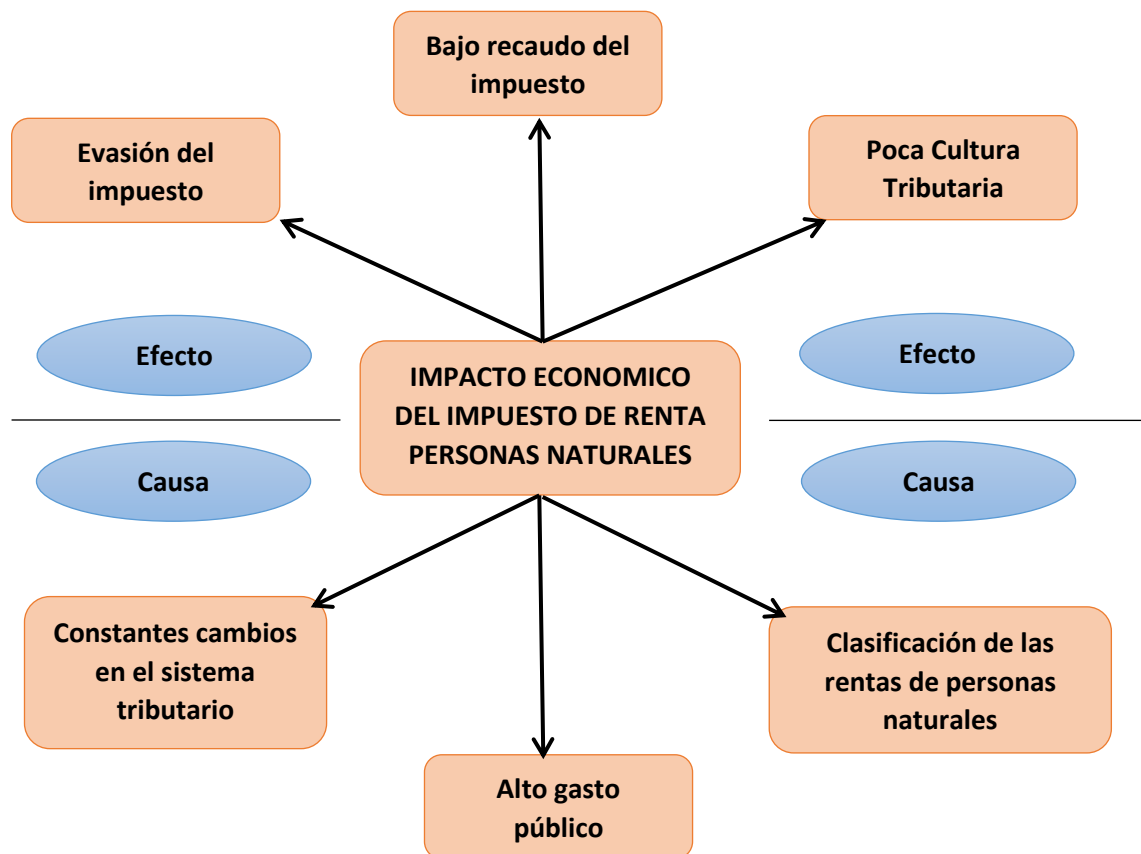 Bajo recaudo del
impuesto
Evasión del
impuesto
Poca Cultura
Tributaria
Efecto
Efecto
IMPACTO ECONOMICO
DEL IMPUESTO DE RENTA
PERSONAS NATURALES
Causa
Causa
Constantes cambios
en el sistema
tributario
Clasificación de las
rentas de personas
naturales
Alto gasto
público